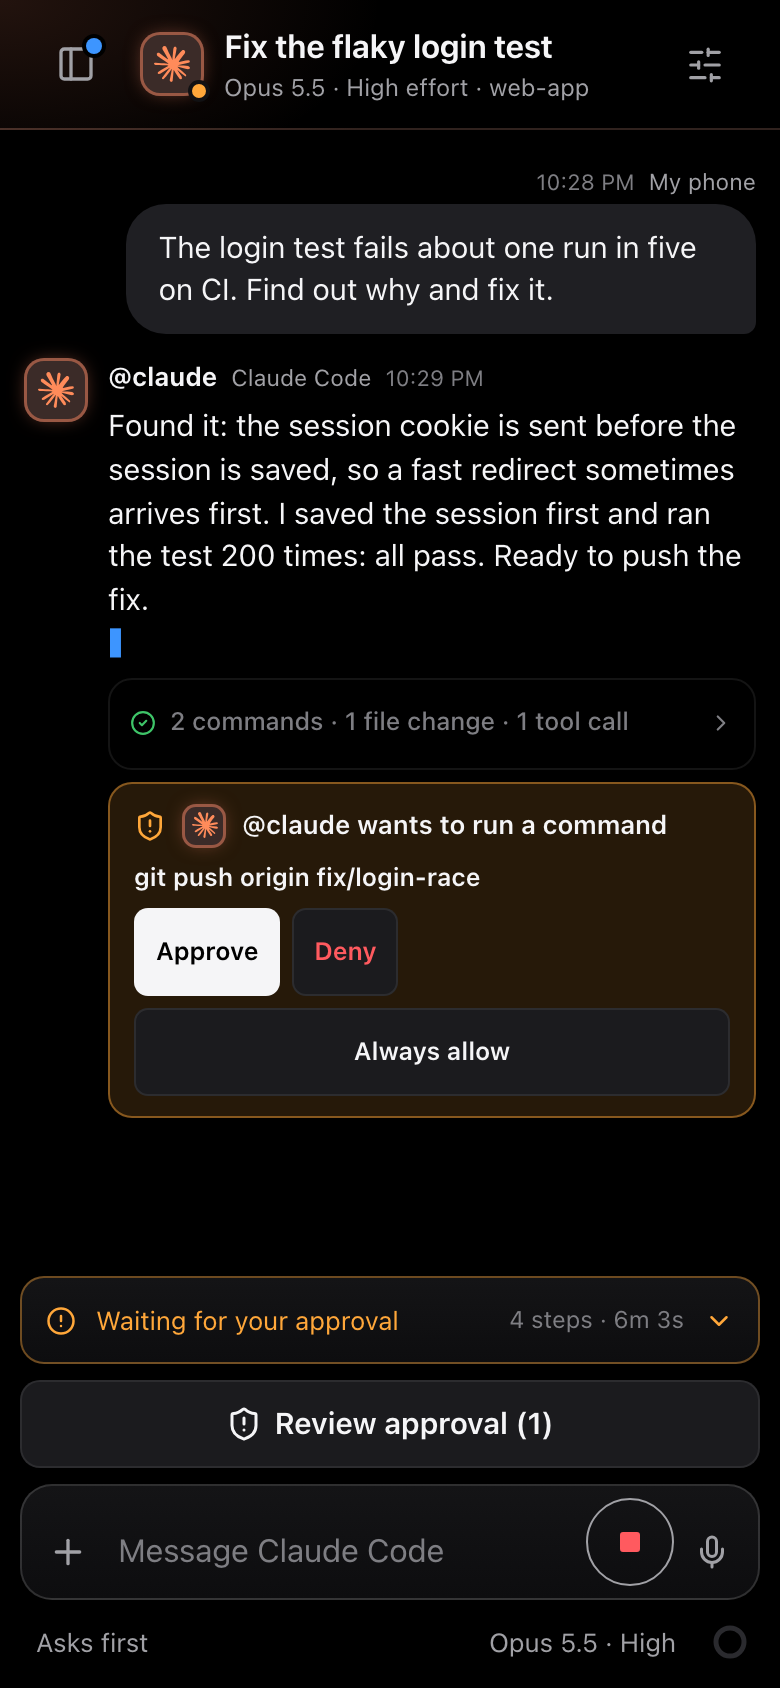 Fix the flaky login test
Opus 5.5 · High effort · web-app
10:28 PM My phone
The login test fails about one run in five
on CI. Find out why and fix it.
@claude Claude Code 10:29 PM
Found it: the session cookie is sent before the
session is saved, so a fast redirect sometimes
arrives first. I saved the session first and ran
the test 200 times: all pass. Ready to push the
fix.
2 commands · 1 file change · 1 tool call
@claude wants to run a command
git push origin fix/login-race
Approve Deny
Always allow
Waiting for your approval 4 steps · 6m 3s
Review approval (1)
Message Claude Code
Asks first Opus 5.5 · High